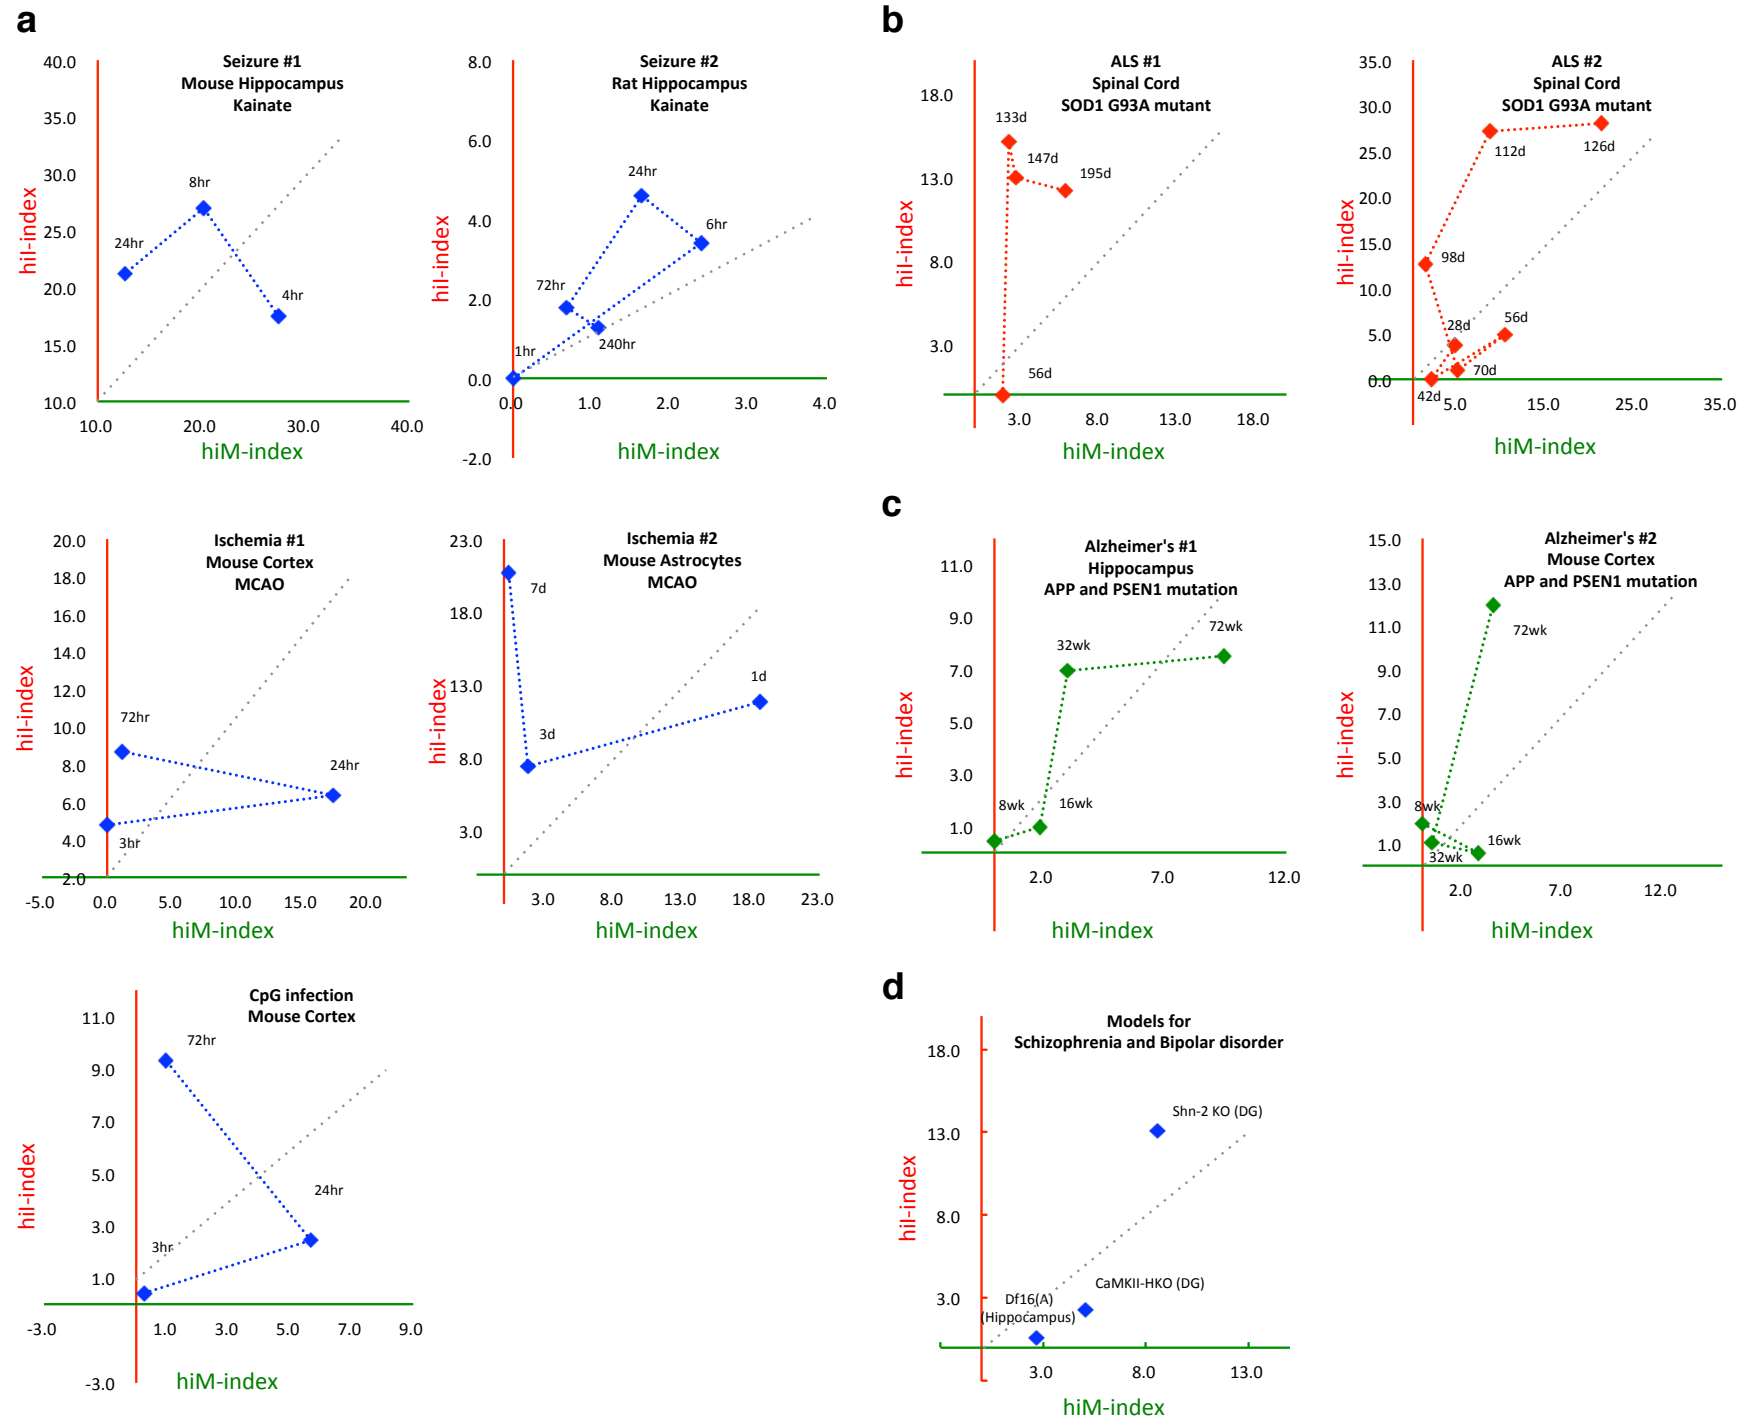 a
Seizure #1
Mouse Hippocampus
Kainate
40.0
35.0
30.0
25.0
20.0
15.0
10.0
hiI-index
24hr
8hr
4hr
10.0 20.0 30.0 40.0
hiM-index
Seizure #2
Rat Hippocampus
Kainate
8.0
6.0
4.0
2.0
0.0
-2.0
hiI-index
24hr
6hr
72hr
1hr
240hr
0.0 1.0 2.0 3.0 4.0
hiM-index
Ischemia #1
Mouse Cortex
MCAO
20.0
18.0
16.0
14.0
12.0
10.0
8.0
6.0
4.0
2.0
hiI-index
72hr
24hr
3hr
-5.0 0.0 5.0 10.0 15.0 20.0
hiM-index
Ischemia #2
Mouse Astrocytes
MCAO
23.0
18.0
13.0
8.0
3.0
hiI-index
7d
1d
3d
3.0 8.0 13.0 18.0 23.0
hiM-index
CpG infection
Mouse Cortex
11.0
9.0
7.0
5.0
3.0
1.0
-3.0
hiI-index
72hr
24hr
3hr
-3.0 1.0 3.0 5.0 7.0 9.0
hiM-index
b
ALS #1
Spinal Cord
SOD1 G93A mutant
18.0
13.0
8.0
3.0
hiI-index
133d
147d
195d
56d
3.0 8.0 13.0 18.0
hiM-index
ALS #2
Spinal Cord
SOD1 G93A mutant
35.0
30.0
25.0
20.0
15.0
10.0
5.0
0.0
hiI-index
112d
126d
98d
28d
56d
70d
42d
5.0 15.0 25.0 35.0
hiM-index
c
Alzheimer's #1
Hippocampus
APP and PSEN1 mutation
11.0
9.0
7.0
5.0
3.0
1.0
hiI-index
72wk
32wk
8wk
16wk
2.0 7.0 12.0
hiM-index
Alzheimer's #2
Mouse Cortex
APP and PSEN1 mutation
15.0
13.0
11.0
9.0
7.0
5.0
3.0
1.0
hiI-index
72wk
8wk
16wk
32wk
2.0 7.0 12.0
hiM-index
d
Models for
Schizophrenia and Bipolar disorder
18.0
13.0
8.0
3.0
hiI-index
Shn-2 KO (DG)
CaMKII-HKO (DG)
Df16(A)
(Hippocampus)
3.0 8.0 13.0
hiM-index